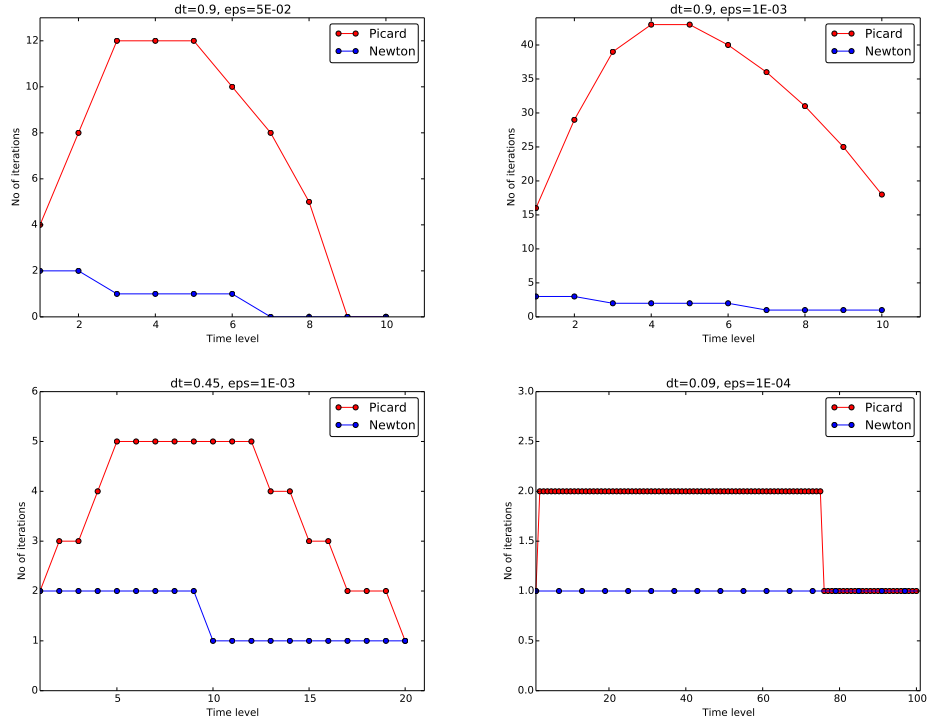 dt=0.9, eps=5E-02
Picard
Newton
12
10
8
6
4
2
0
2
4
6
8
10
No of iterations
Time level
dt=0.9, eps=1E-03
Picard
Newton
40
35
30
25
20
15
10
5
0
2
4
6
8
10
No of iterations
Time level
dt=0.45, eps=1E-03
Picard
Newton
6
5
4
3
2
1
0
5
10
15
20
No of iterations
Time level
dt=0.09, eps=1E-04
Picard
Newton
3.0
2.5
2.0
1.5
1.0
0.5
0.0
20
40
60
80
100
No of iterations
Time level